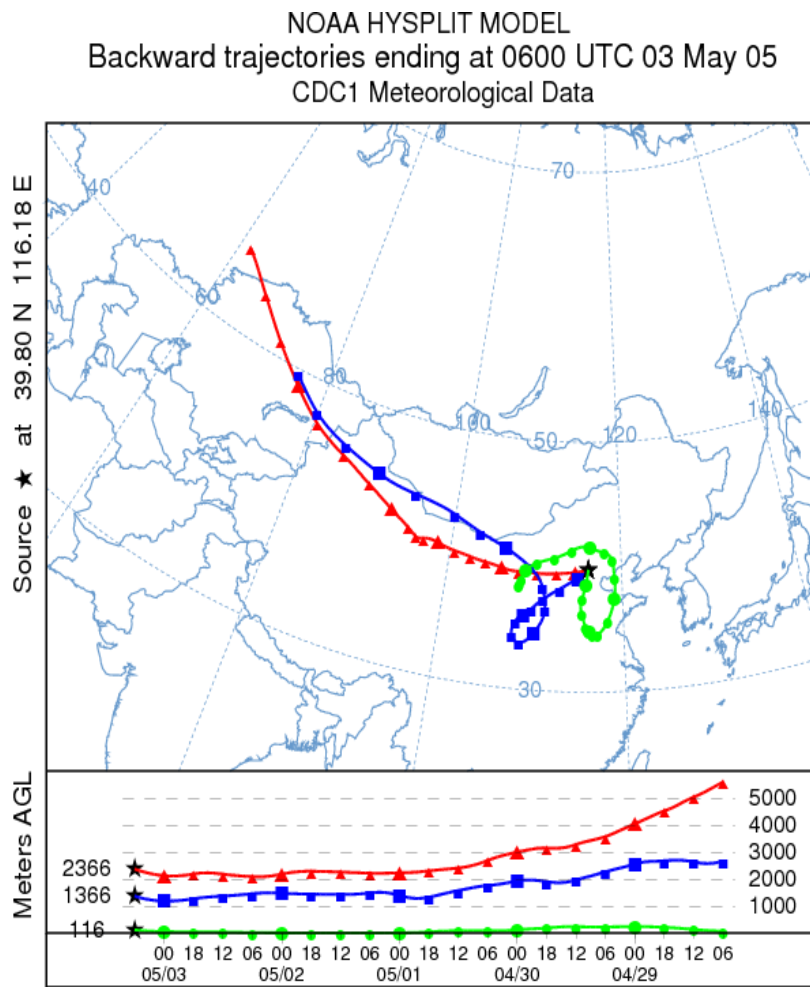 NOAA HYSPLIT MODEL
Backward trajectories ending at 0600 UTC 03 May 05
CDC1 Meteorological Data
Source ★ at 39.80 N 116.18 E
70
40
60
80
100
50
120
140
30
Meters AGL
2366
1366
116
5000
4000
3000
2000
1000
00 18 12 06 00 18 12 06 00 18 12 06 00 18 12 06 00 18 12 06
05/03 05/02 05/01 04/30 04/29